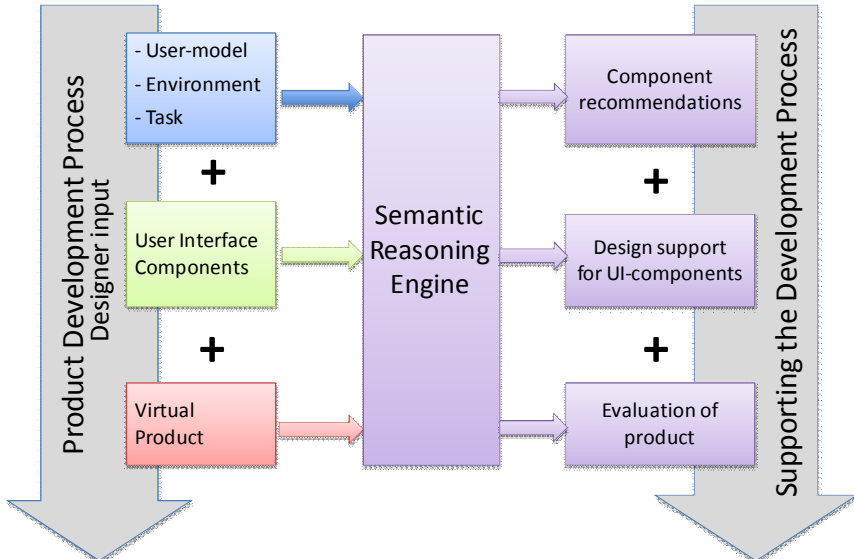 Product Development Process
Designer input
- User-model
- Environment
- Task
+
User Interface
Components
+
Virtual
Product
Semantic
Reasoning
Engine
Component
recommendations
+
Design support
for UI-components
+
Evaluation of
product
Supporting the Development Process